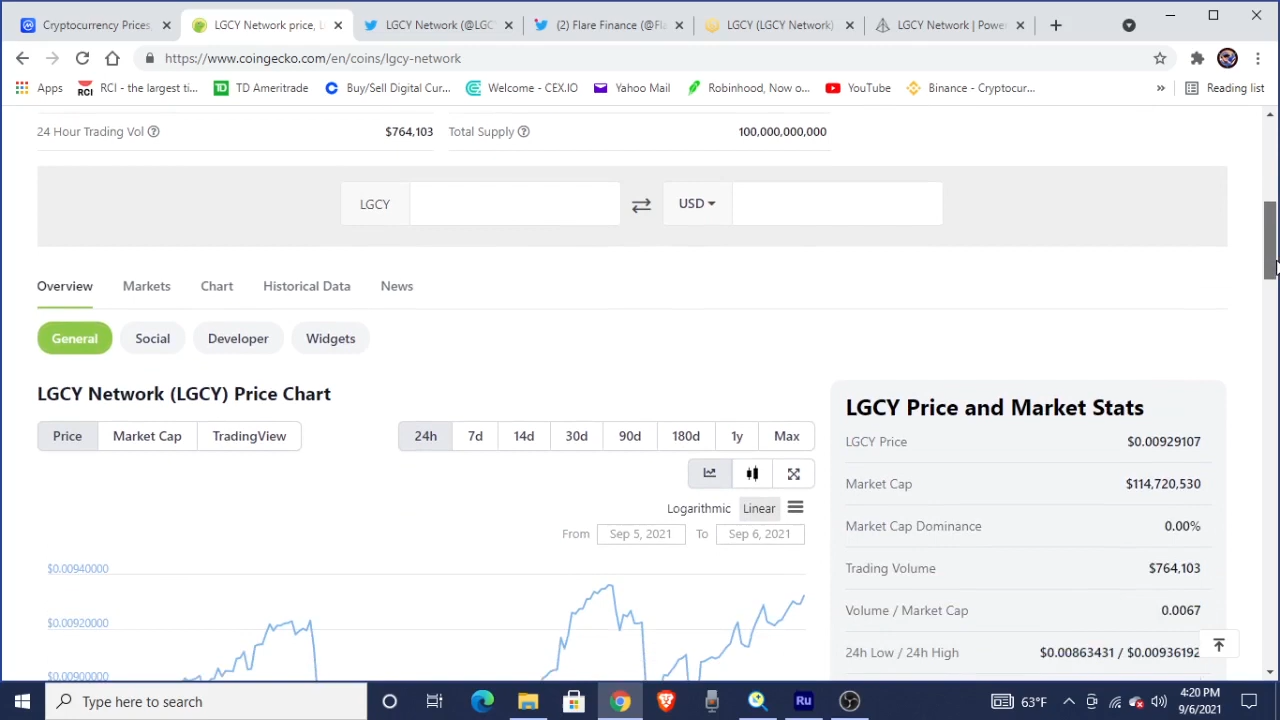 Cryptocurrency Prices
LGCY Network price, L
LGCY Network (@LGC
(2) Flare Finance (@Fla
LGCY (LGCY Network)
LGCY Network | Powe
https://www.coingecko.com/en/coins/lgcy-network
Apps
RCI
RCI - the largest ti...
TD Ameritrade
Buy/Sell Digital Cur...
Welcome - CEX.IO
Yahoo Mail
Robinhood, Now o...
YouTube
Binance - Cryptocur...
»
Reading list
24 Hour Trading Vol
$764,103
Total Supply
100,000,000,000
LGCY
USD
Overview
Markets
Chart
Historical Data
News
General
Social
Developer
Widgets
LGCY Network (LGCY) Price Chart
Price
Market Cap
TradingView
24h
7d
14d
30d
90d
180d
1y
Max
Logarithmic
Linear
From
Sep 5, 2021
To
Sep 6, 2021
$0.00940000
$0.00920000
$0.00900000
LGCY Price and Market Stats
LGCY Price
$0.00929107
Market Cap
$114,720,530
Market Cap Dominance
0.00%
Trading Volume
$764,103
Volume / Market Cap
0.0067
24h Low / 24h High
$0.00863431 / $0.00936192
Type here to search
Ru
63°F
4:20 PM
9/6/2021